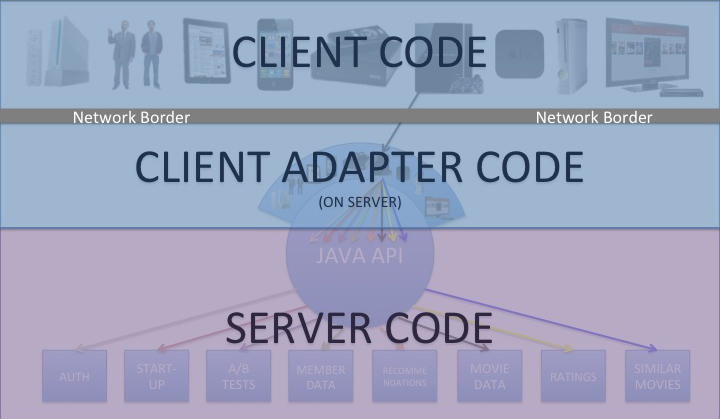 CLIENT CODE
Network Border
Network Border
CLIENT ADAPTER CODE
(ON SERVER)
JAVA API
SERVER CODE
AUTH
START-
UP
A/B
TESTS
MEMBER
DATA
RECOMME
NDATIONS
MOVIE
DATA
RATINGS
SIMILAR
MOVIES